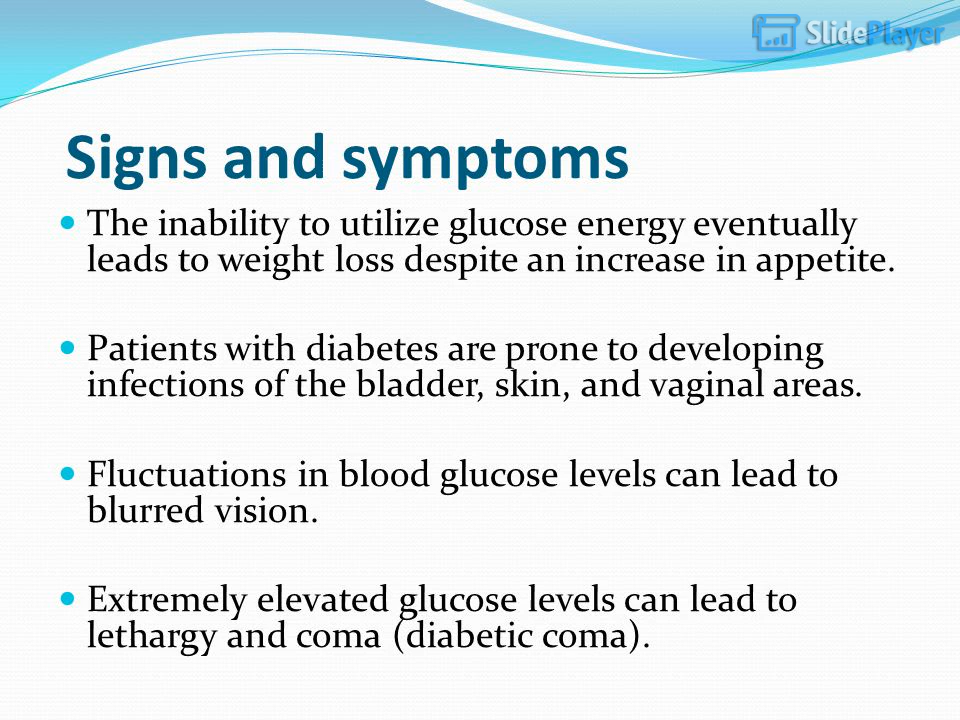 SlidePlayer
Signs and symptoms
• The inability to utilize glucose energy eventually
leads to weight loss despite an increase in appetite.
• Patients with diabetes are prone to developing
infections of the bladder, skin, and vaginal areas.
• Fluctuations in blood glucose levels can lead to
blurred vision.
• Extremely elevated glucose levels can lead to
lethargy and coma (diabetic coma).